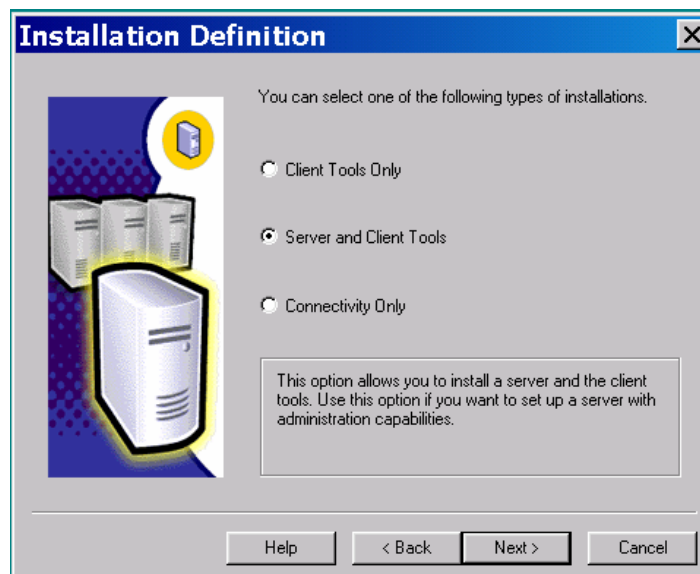 Installation Definition
You can select one of the following types of installations.
Client Tools Only
Server and Client Tools
Connectivity Only
This option allows you to install a server and the client
tools. Use this option if you want to set up a server with
administration capabilities.
Help
< Back
Next >
Cancel